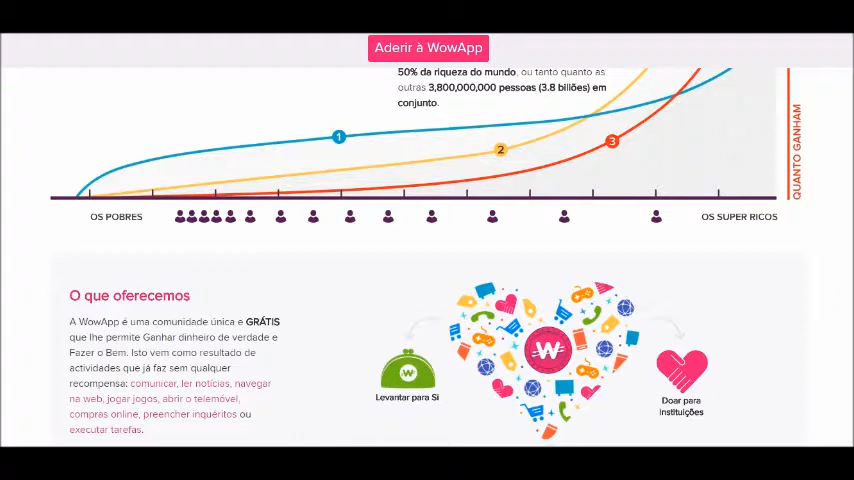 Aderir à WowApp
50% da riqueza do mundo, ou tanto quanto as
outras 3,800,000,000 pessoas (3.8 biliões) em
conjunto.
1
2
3
QUANTO GANHAM
OS POBRES
OS SUPER RICOS
O que oferecemos
A WowApp é uma comunidade única e GRÁTIS
que lhe permite Ganhar dinheiro de verdade e
Fazer o Bem. Isto vem como resultado de
actividades que já faz sem qualquer
recompensa: comunicar, ler notícias, navegar
na web, jogar jogos, abrir o telemóvel,
compras online, preencher inquéritos ou
executar tarefas.
W
W
Levantar para Si
Doar para
instituições